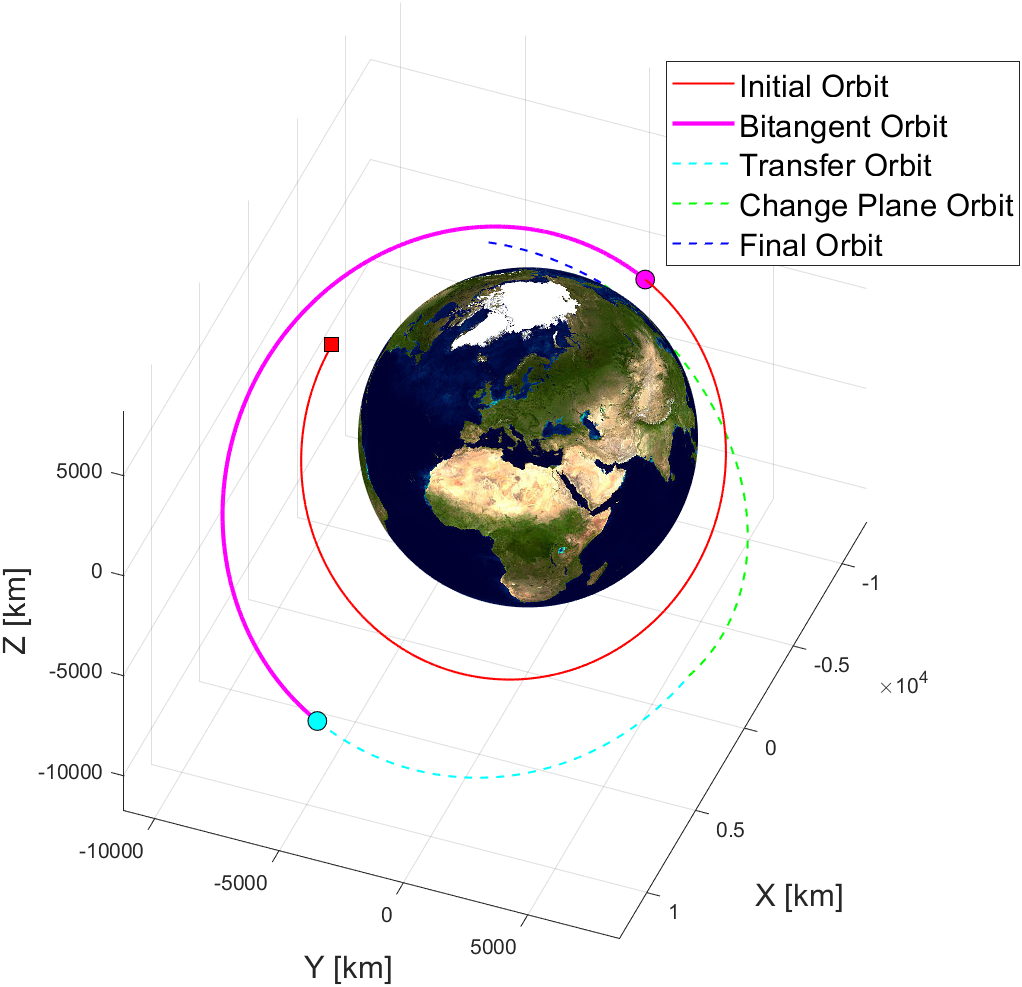 Initial Orbit
Bitangent Orbit
Transfer Orbit
Change Plane Orbit
Final Orbit
5000
0
-5000
-10000
Z [km]
-10000
-5000
0
5000
Y [km]
-1
-0.5
×10⁴
0
0.5
1
X [km]